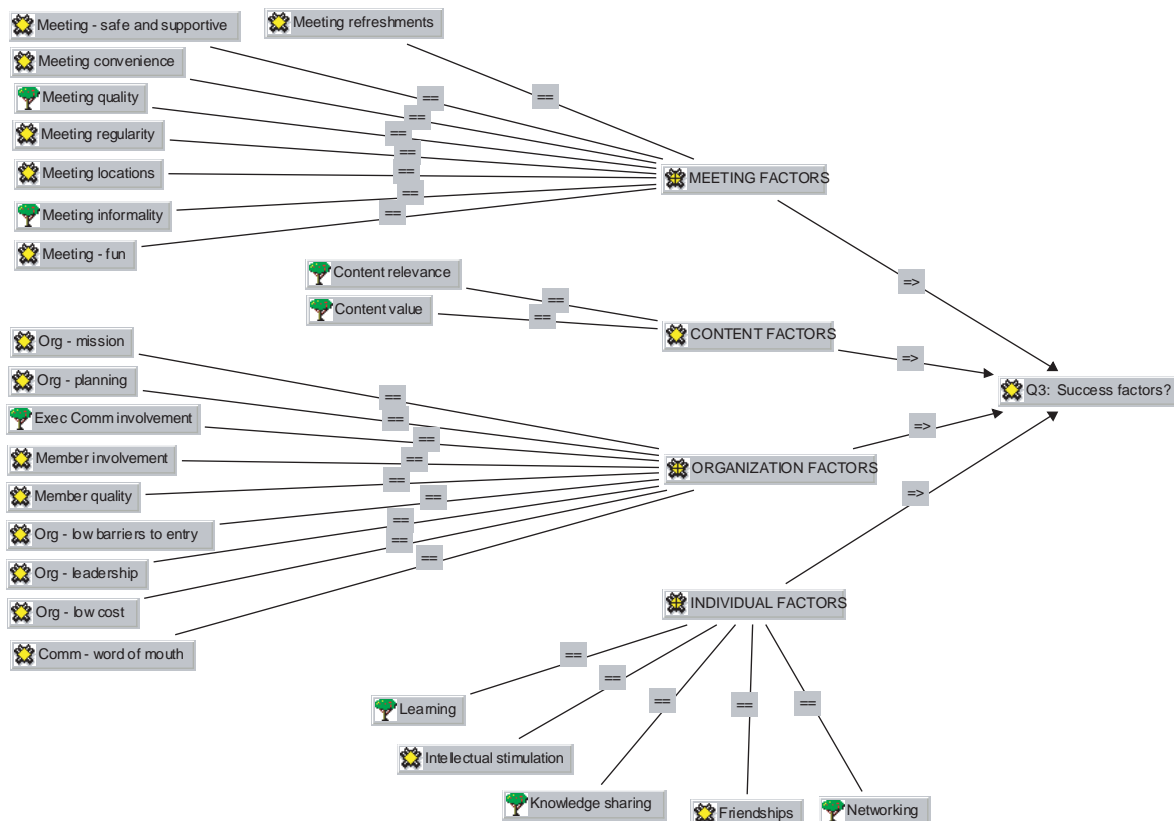 Meeting - safe and supportive
Meeting refreshments
Meeting convenience
Meeting quality
Meeting regularity
Meeting locations
Meeting informality
Meeting - fun
==
==
==
==
==
==
==
==
MEETING FACTORS
=>
Content relevance
Content value
==
==
CONTENT FACTORS
=>
Q3: Success factors?
Org - mission
Org - planning
Exec Comm involvement
Member involvement
Member quality
Org - low barriers to entry
Org - leadership
Org - low cost
Comm - word of mouth
==
==
==
==
==
==
==
==
==
ORGANIZATION FACTORS
=>
=>
INDIVIDUAL FACTORS
==
==
==
==
==
Learning
Intellectual stimulation
Knowledge sharing
Friendships
Networking